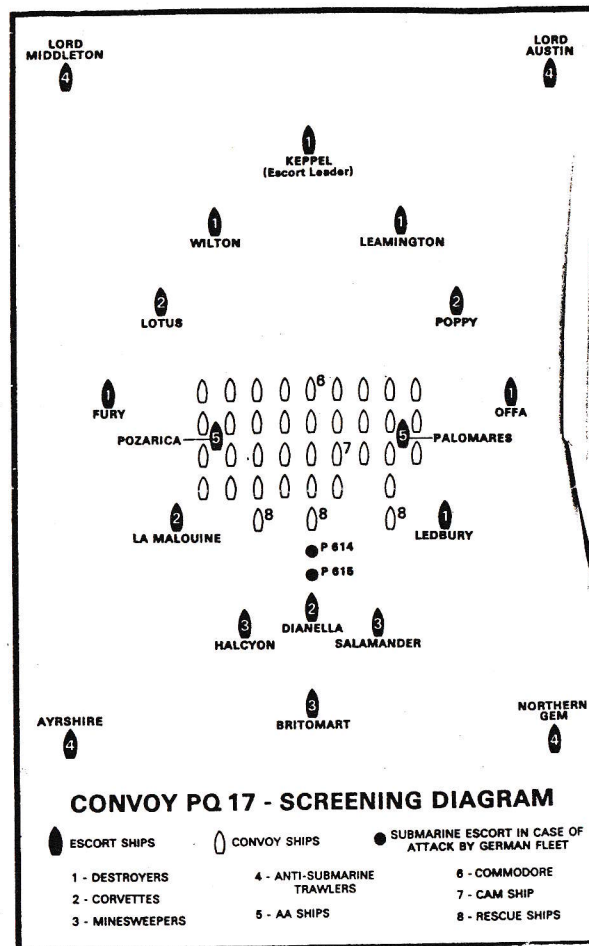 LORD
MIDDLETON
4
LORD
AUSTIN
4
1
KEPPEL
(Escort Leader)
1
WILTON
1
LEAMINGTON
2
LOTUS
2
POPPY
6
1
FURY
1
OFFA
POZARICA
5
5
PALOMARES
7
2
LA MALOUINE
8
8
8
1
LEDBURY
P 614
P 615
2
DIANELLA
3
HALCYON
3
SALAMANDER
3
BRITOMART
AYRSHIRE
4
NORTHERN
GEM
4
CONVOY PQ 17 - SCREENING DIAGRAM
ESCORT SHIPS
CONVOY SHIPS
SUBMARINE ESCORT IN CASE OF
ATTACK BY GERMAN FLEET
1 - DESTROYERS
2 - CORVETTES
3 - MINESWEEPERS
4 - ANTI-SUBMARINE
TRAWLERS
5 - AA SHIPS
6 - COMMODORE
7 - CAM SHIP
8 - RESCUE SHIPS